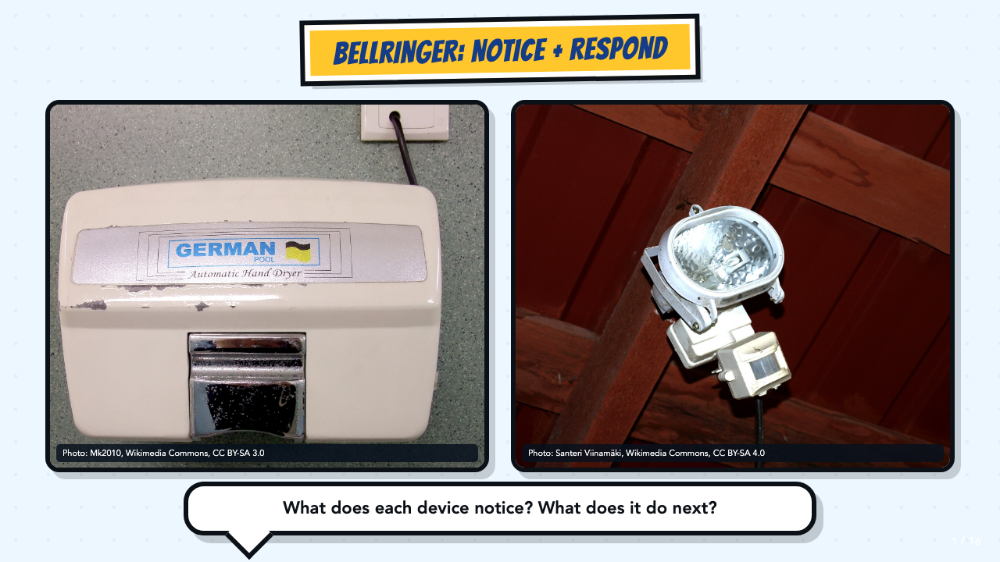 BELLRINGER: NOTICE + RESPOND
GERMAN
POOL
Automatic Hand Dryer
Photo: Mk2010, Wikimedia Commons, CC BY-SA 3.0
Photo: Santeri Viinamäki, Wikimedia Commons, CC BY-SA 4.0
What does each device notice? What does it do next?
1 / 16